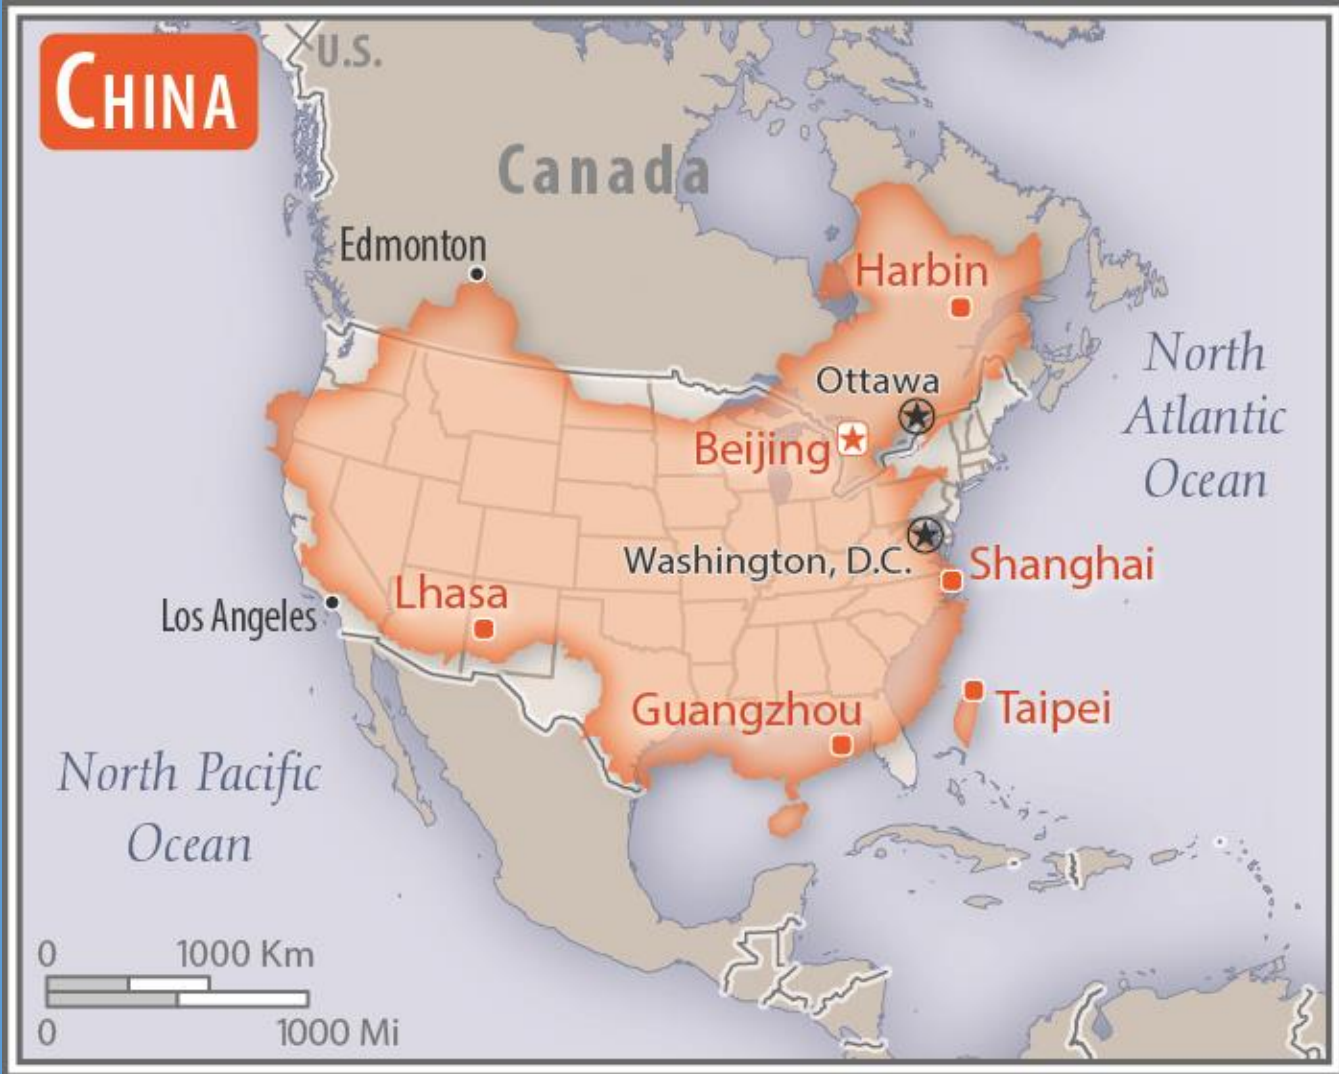 CHINA
U.S.
Canada
Edmonton
Harbin
North
Atlantic
Ocean
Ottawa
Beijing
Washington, D.C.
Shanghai
Lhasa
Los Angeles
Guangzhou
Taipei
North Pacific
Ocean
0 1000 Km
0 1000 Mi